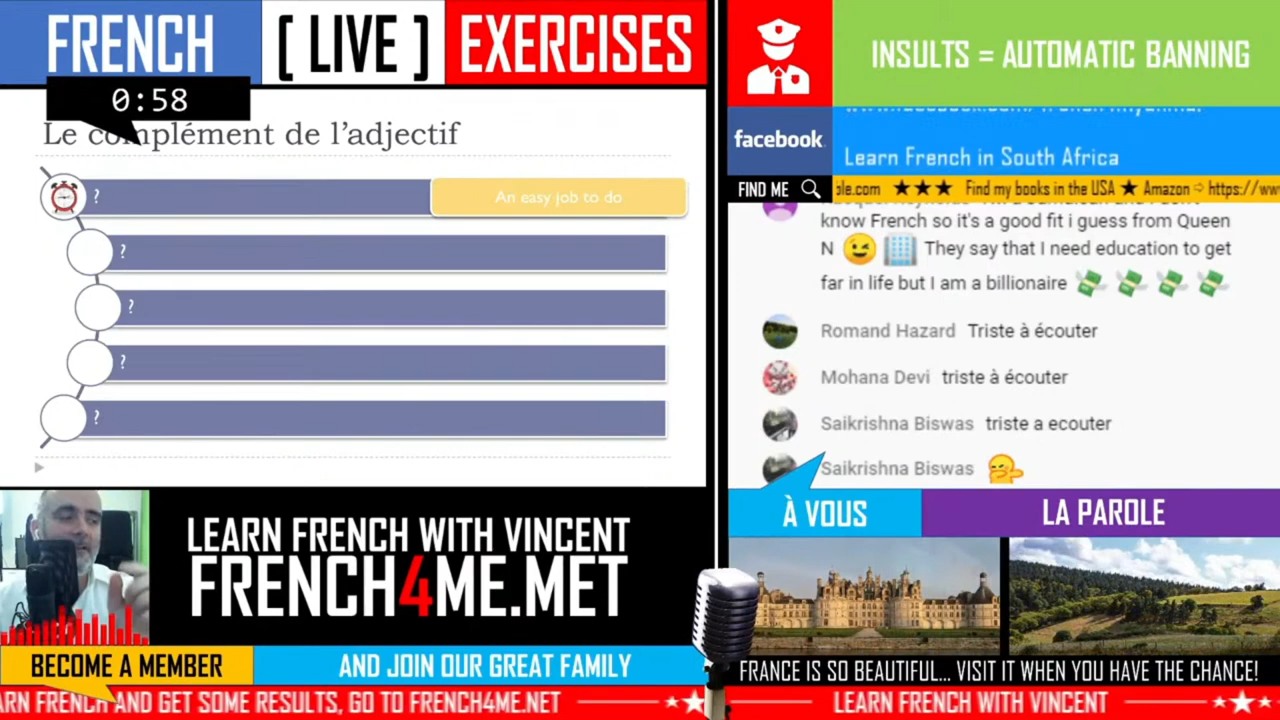 FRENCH
[ LIVE ]
EXERCISES
0:58
Le complément de l'adjectif
?
An easy job to do
?
?
?
?
LEARN FRENCH WITH VINCENT
FRENCH4ME.MET
BECOME A MEMBER
AND JOIN OUR GREAT FAMILY
ARN FRENCH AND GET SOME RESULTS, GO TO FRENCH4ME.NET
INSULTS = AUTOMATIC BANNING
facebook.
Learn French in South Africa
FIND ME
ble.com ★★★ Find my books in the USA ★ Amazon ⇨ https://ww
know French so it's a good fit i guess from Queen
N 😉 🏢 They say that I need education to get
far in life but I am a billionaire 💸 💸 💸 💸
Romand Hazard Triste à écouter
Mohana Devi triste à écouter
Saikrishna Biswas triste a ecouter
Saikrishna Biswas
À VOUS
LA PAROLE
FRANCE IS SO BEAUTIFUL... VISIT IT WHEN YOU HAVE THE CHANCE!
LEARN FRENCH WITH VINCENT